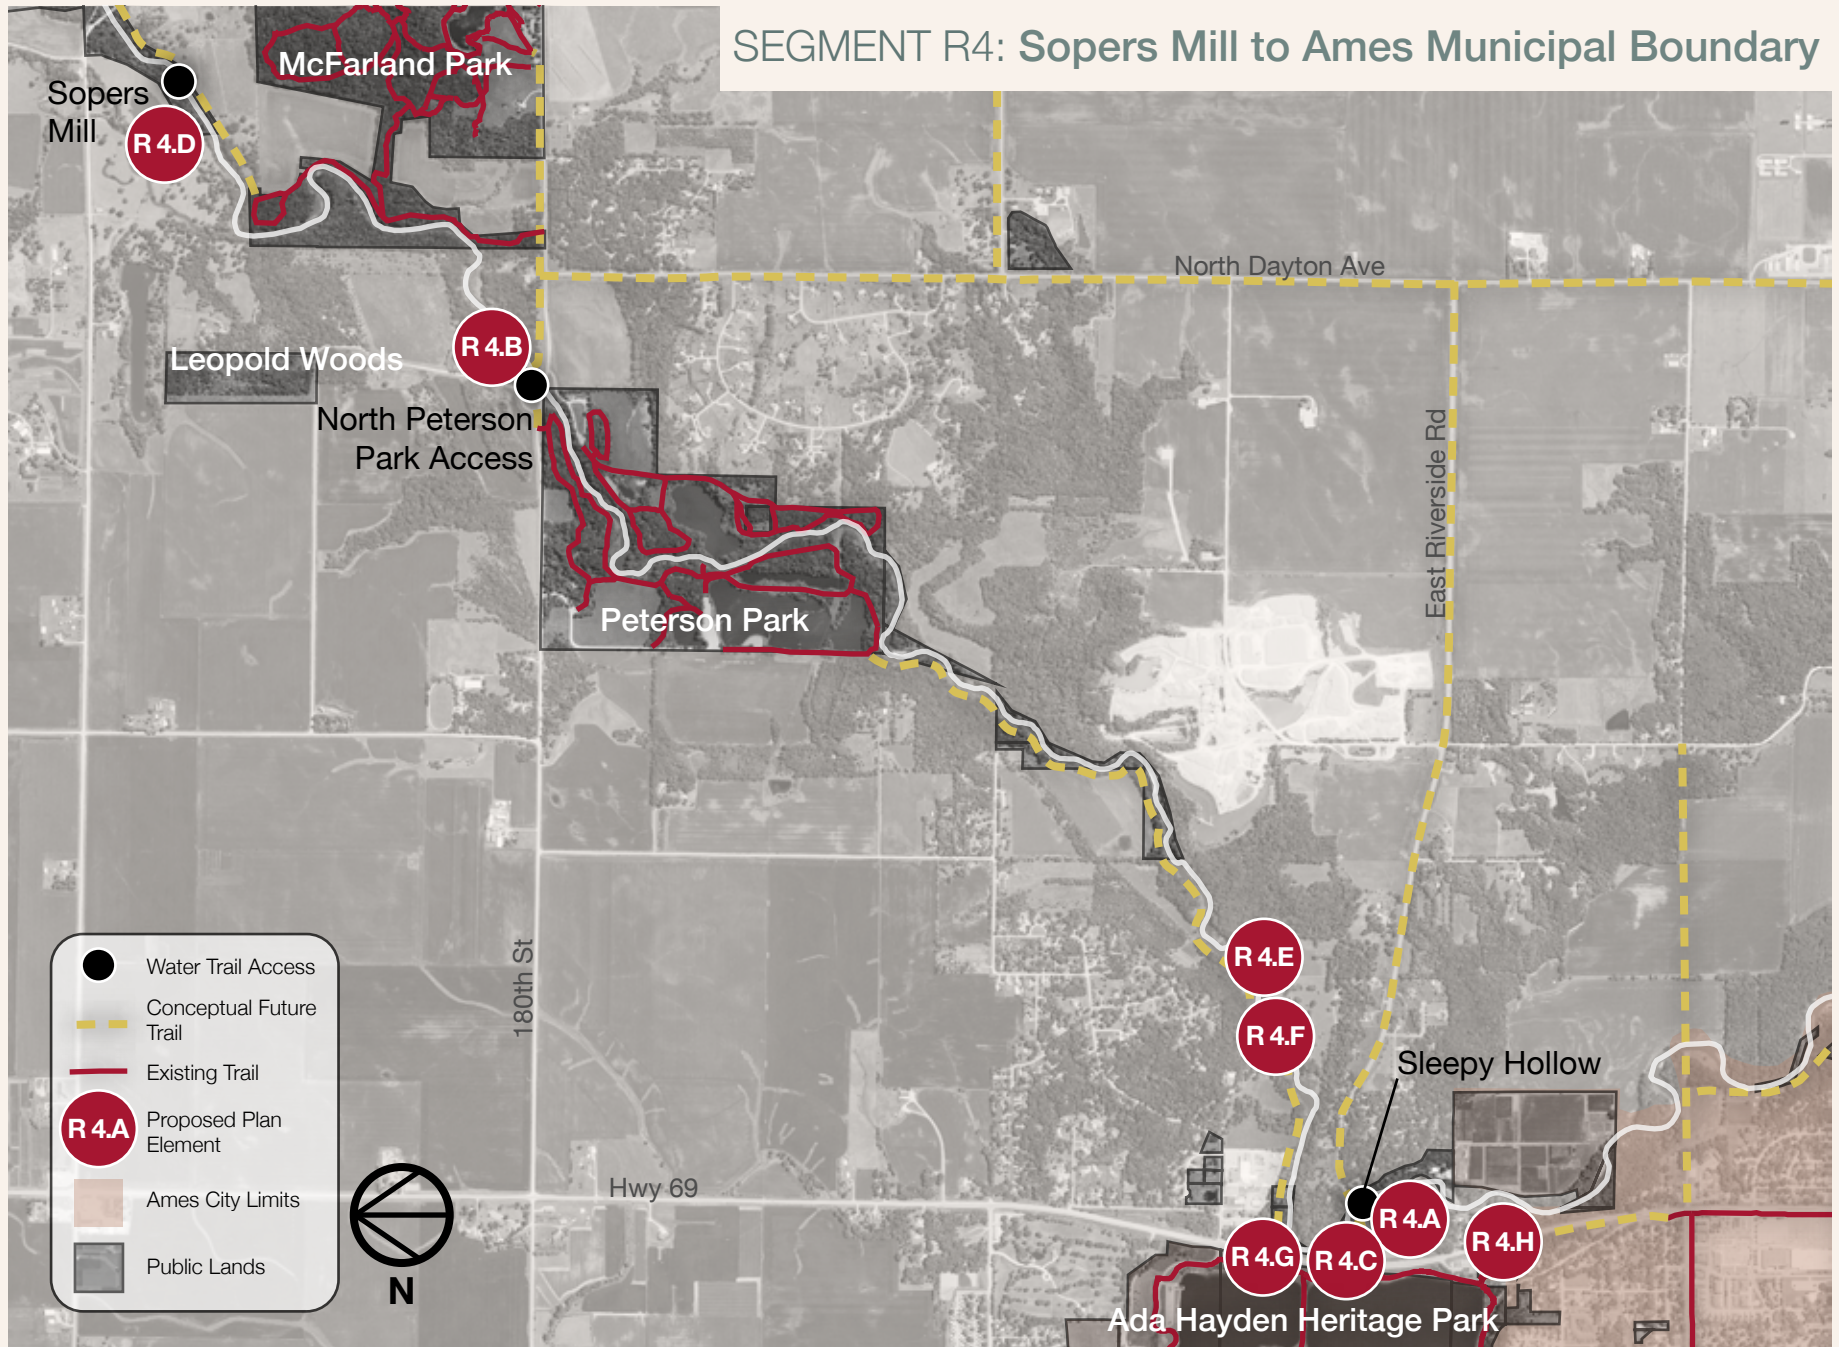 SEGMENT R4: Sopers Mill to Ames Municipal Boundary
McFarland Park
Sopers
Mill
R 4.D
North Dayton Ave
R 4.B
Leopold Woods
North Peterson
Park Access
East Riverside Rd
Peterson Park
R 4.E
R 4.F
180th St
Sleepy Hollow
Hwy 69
R 4.A
R 4.G
R 4.C
R 4.H
Ada Hayden Heritage Park
Water Trail Access
Conceptual Future
Trail
Existing Trail
R 4.A
Proposed Plan
Element
Ames City Limits
Public Lands
N